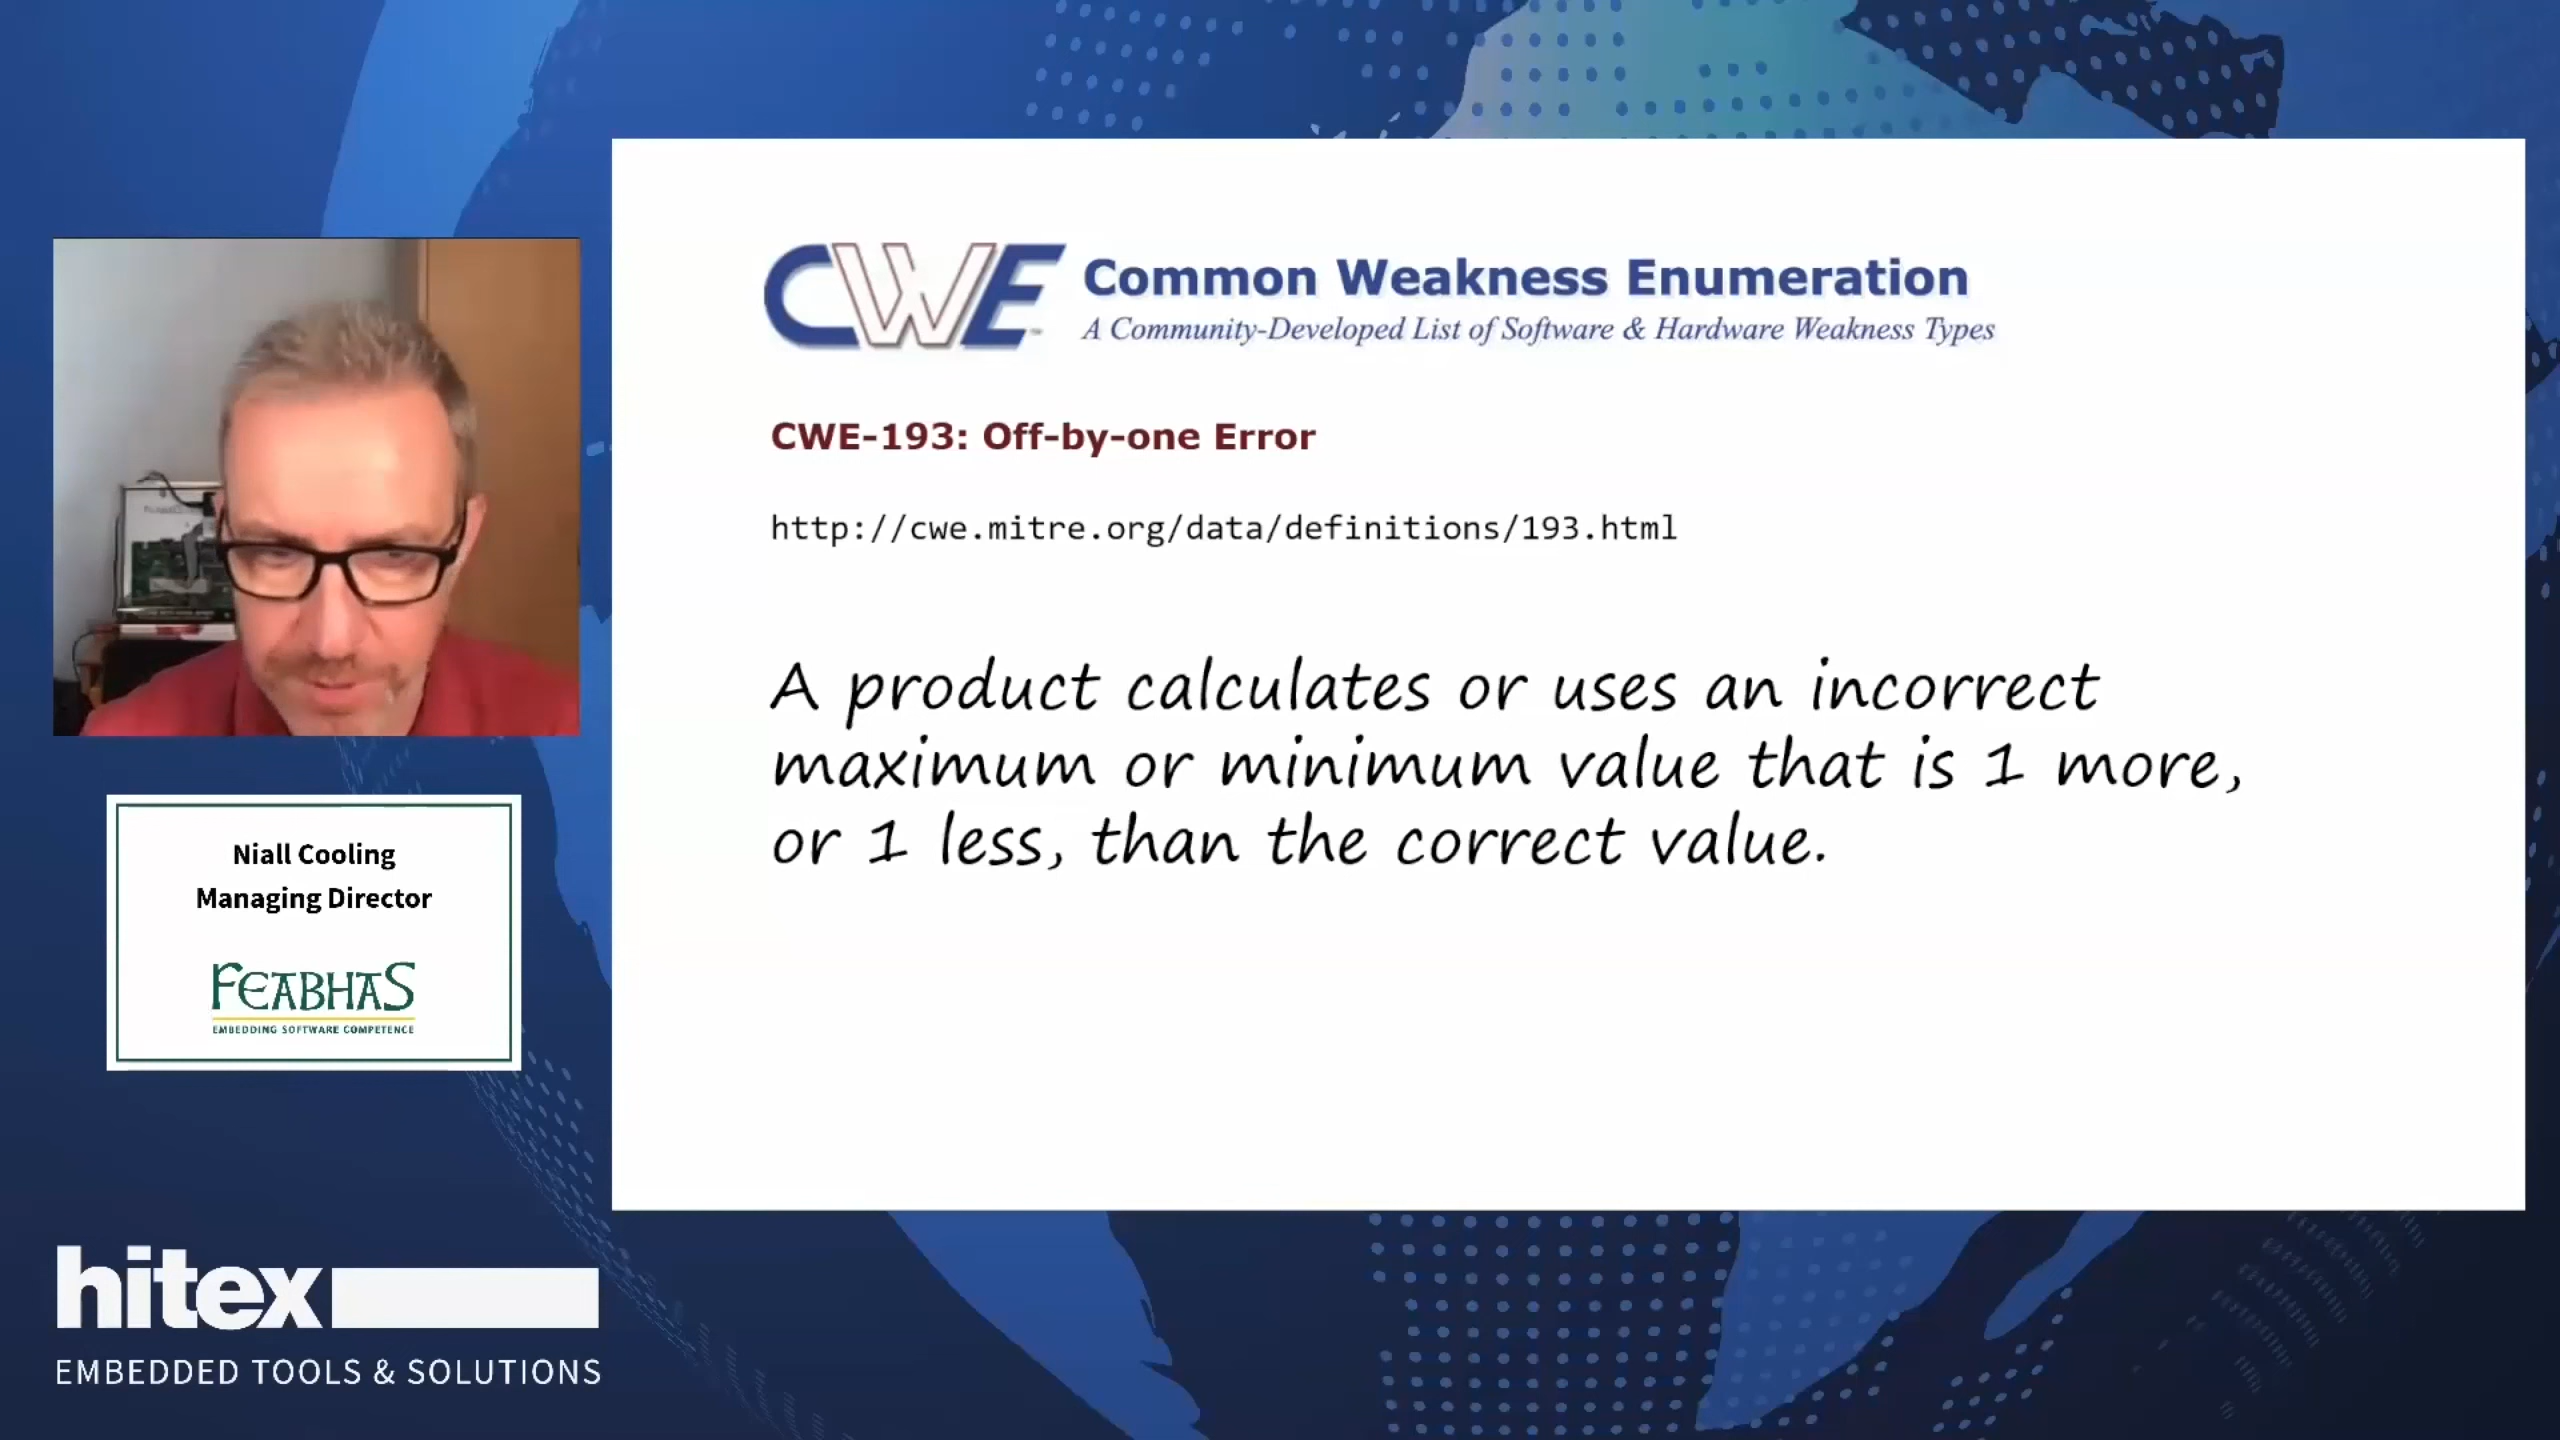 CWE Common Weakness Enumeration
A Community-Developed List of Software & Hardware Weakness Types
CWE-193: Off-by-one Error
http://cwe.mitre.org/data/definitions/193.html
A product calculates or uses an incorrect
maximum or minimum value that is 1 more,
or 1 less, than the correct value.
Niall Cooling
Managing Director
FEABHAS
EMBEDDING SOFTWARE COMPETENCE
hitex
EMBEDDED TOOLS & SOLUTIONS